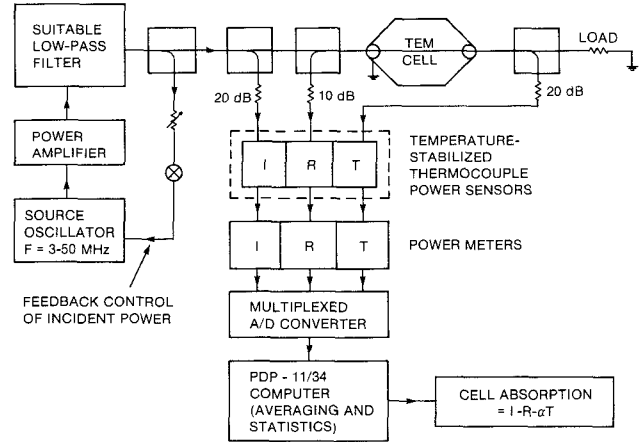 SUITABLE
LOW-PASS
FILTER
POWER
AMPLIFIER
SOURCE
OSCILLATOR
F = 3-50 MHz
FEEDBACK CONTROL
OF INCIDENT POWER
20 dB
10 dB
TEM
CELL
LOAD
20 dB
I R T
TEMPERATURE-
STABILIZED
THERMOCOUPLE
POWER SENSORS
I R T
POWER METERS
MULTIPLEXED
A/D CONVERTER
PDP - 11/34
COMPUTER
(AVERAGING AND
STATISTICS)
CELL ABSORPTION
= I-R-αT